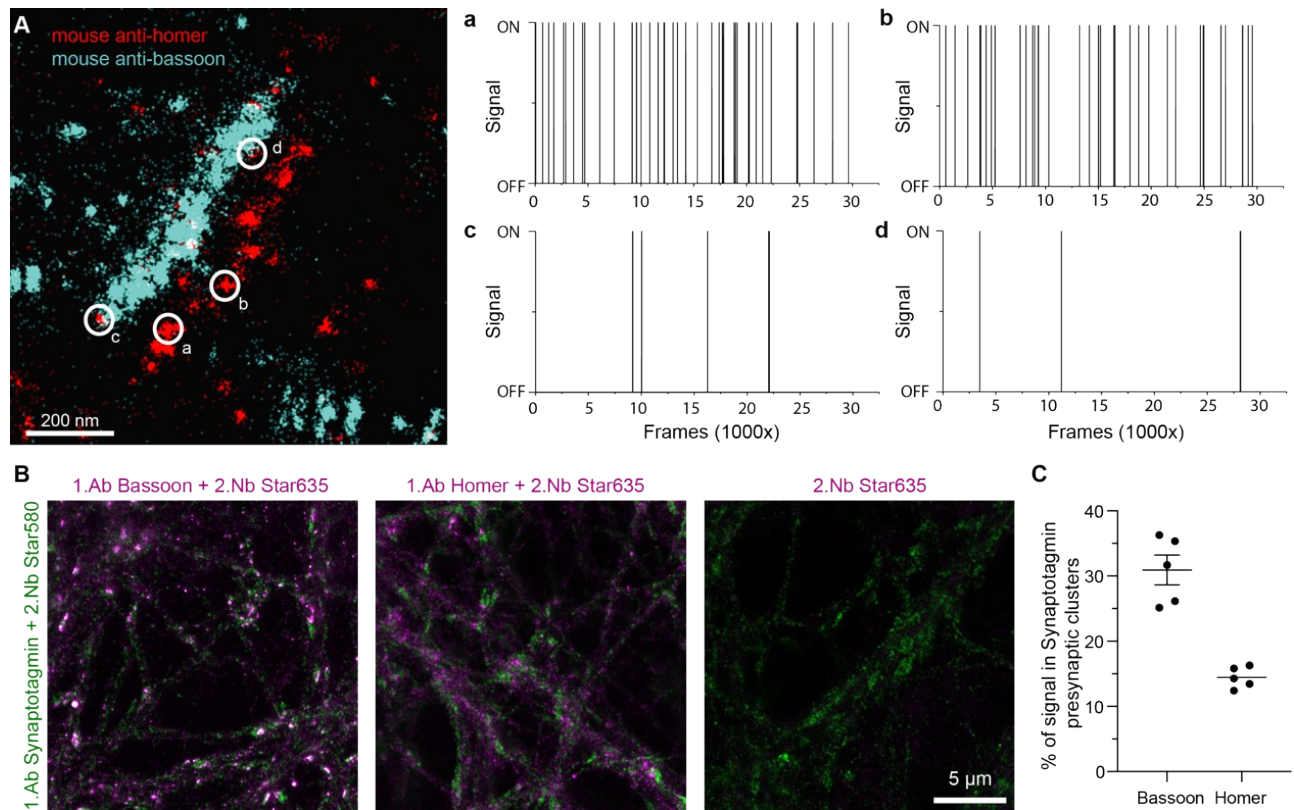 A
mouse anti-homer
mouse anti-bassoon
d
b
c
a
200 nm
a
ON
Signal
OFF
0 5 10 15 20 25 30
b
ON
Signal
OFF
0 5 10 15 20 25 30
c
ON
Signal
OFF
0 5 10 15 20 25 30
Frames (1000x)
d
ON
Signal
OFF
0 5 10 15 20 25 30
Frames (1000x)
B
1.Ab Bassoon + 2.Nb Star635
1.Ab Homer + 2.Nb Star635
2.Nb Star635
1.Ab Synaptotagmin + 2.Nb Star580
5 µm
C
% of signal in Synaptotagmin
presynaptic clusters
40
30
20
10
0
Bassoon Homer